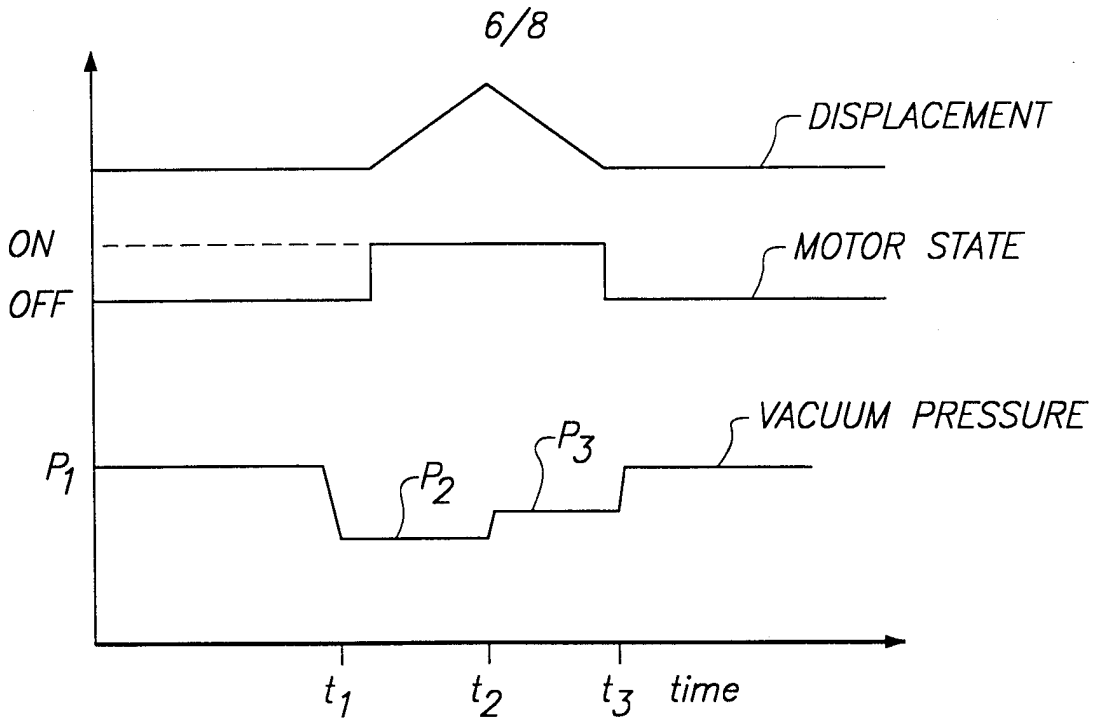 6/8
DISPLACEMENT
ON
MOTOR STATE
OFF
VACUUM PRESSURE
P3
P1
P2
t1
t2
t3
time